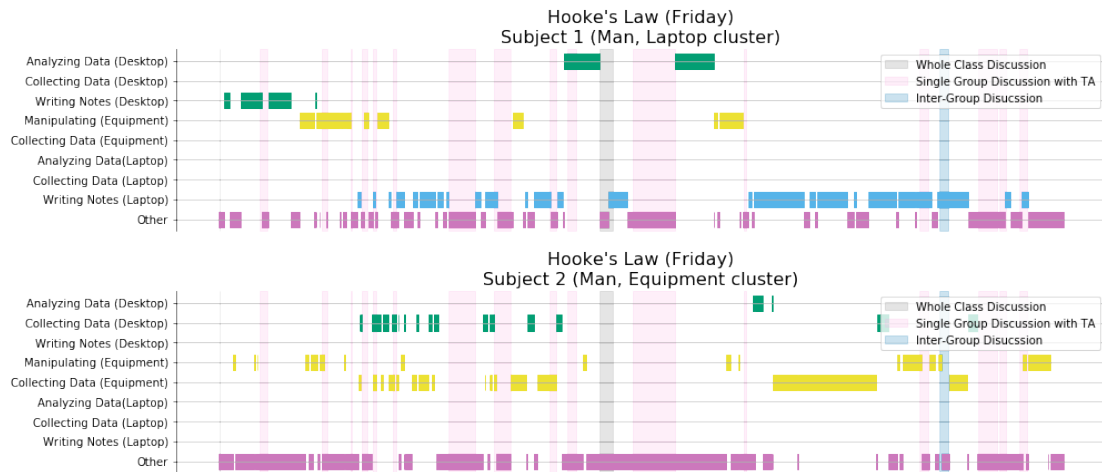 Hooke's Law (Friday)
Subject 1 (Man, Laptop cluster)
Analyzing Data (Desktop)
Collecting Data (Desktop)
Writing Notes (Desktop)
Manipulating (Equipment)
Collecting Data (Equipment)
Analyzing Data(Laptop)
Collecting Data (Laptop)
Writing Notes (Laptop)
Other
Whole Class Discussion
Single Group Discussion with TA
Inter-Group Disucssion
Hooke's Law (Friday)
Subject 2 (Man, Equipment cluster)
Analyzing Data (Desktop)
Collecting Data (Desktop)
Writing Notes (Desktop)
Manipulating (Equipment)
Collecting Data (Equipment)
Analyzing Data(Laptop)
Collecting Data (Laptop)
Writing Notes (Laptop)
Other
Whole Class Discussion
Single Group Discussion with TA
Inter-Group Disucssion